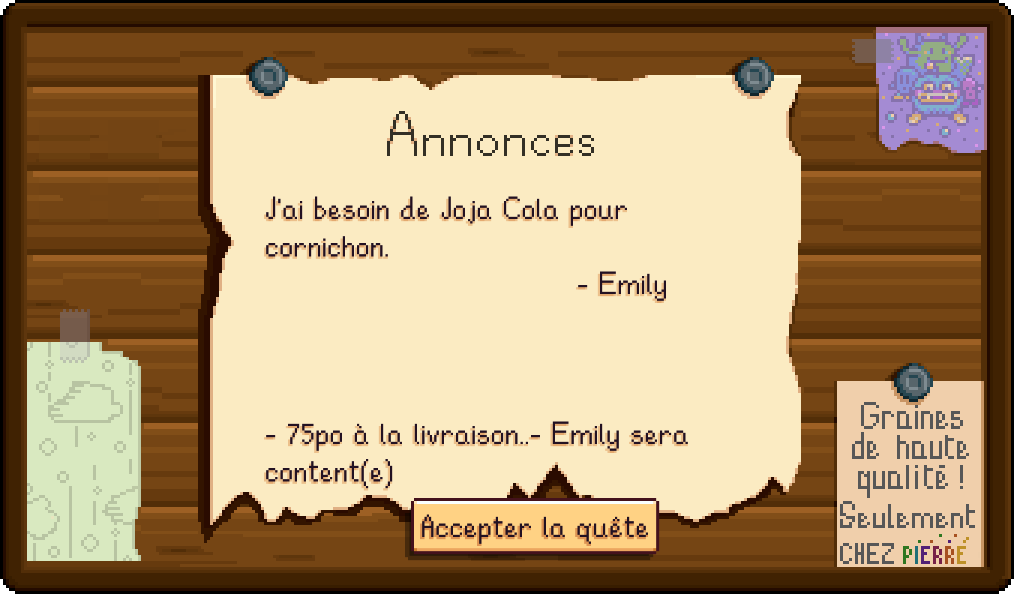 Annonces
J'ai besoin de Joja Cola pour
cornichon.
- Emily
- 75po à la livraison..- Emily sera
content(e)
Accepter la quête
Graines
de haute
qualité !
Seulement
CHEZ PIERRE